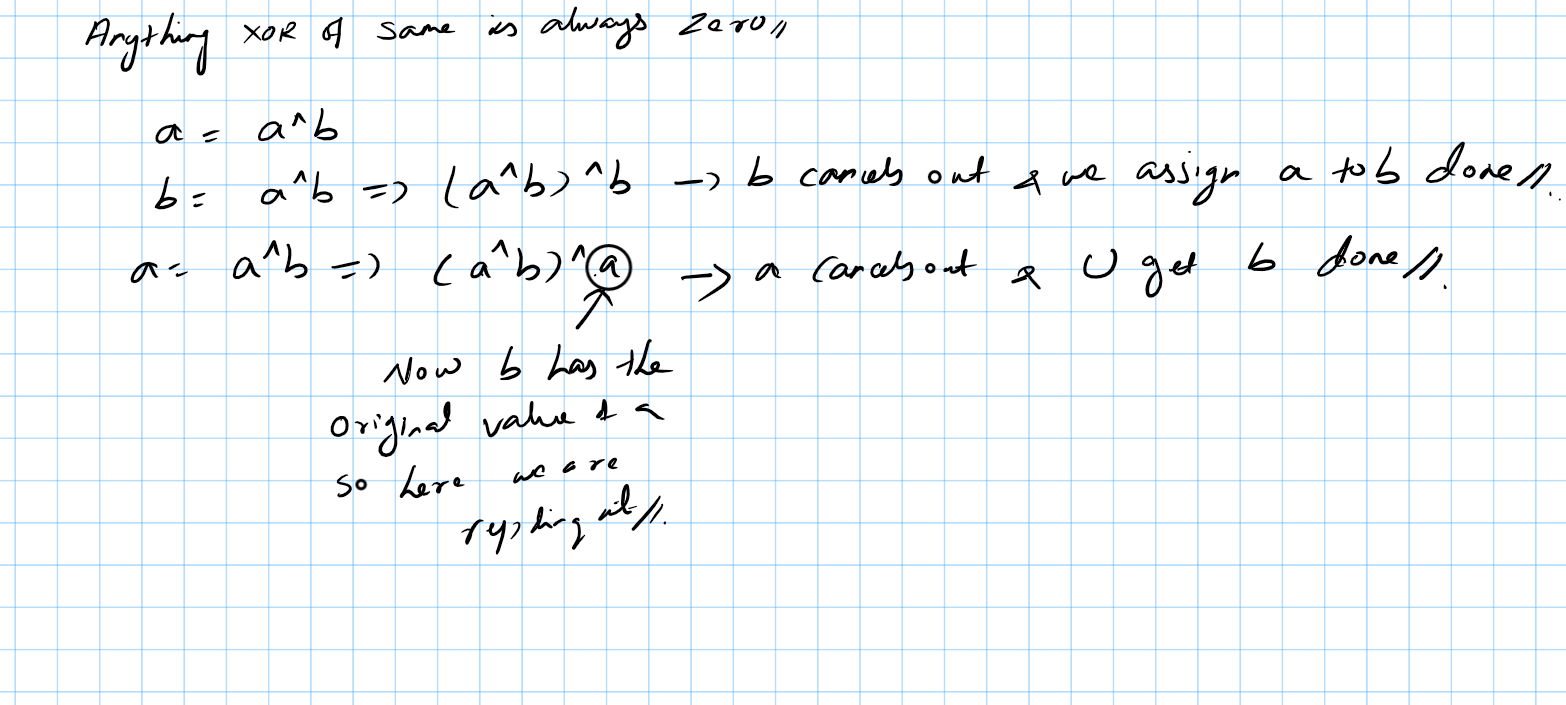 Anything XOR of same is always zero //
a = a^b
b = a^b => (a^b)^b -> b cancels out & we assign a to b done //.
a = a^b => (a^b)^a -> a cancels out & U get b done //.
Now b has the
original value of a
so here we are
it //.